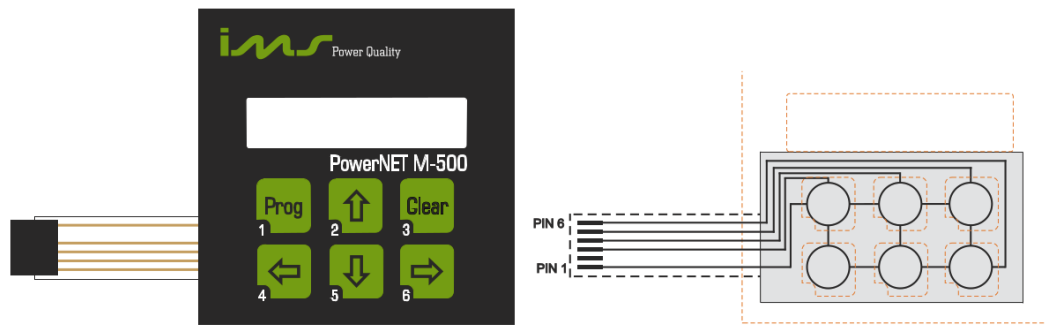 ims Power Quality
PowerNET M-500
Prog
1
2
Clear
3
4
5
6
PIN 6
PIN 1